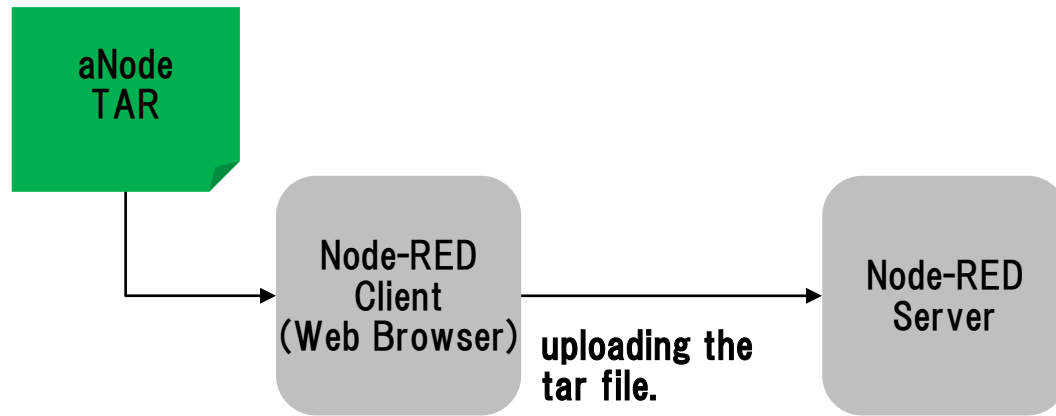 aNode
TAR
Node-RED
Client
(Web Browser)
uploading the
tar file.
Node-RED
Server